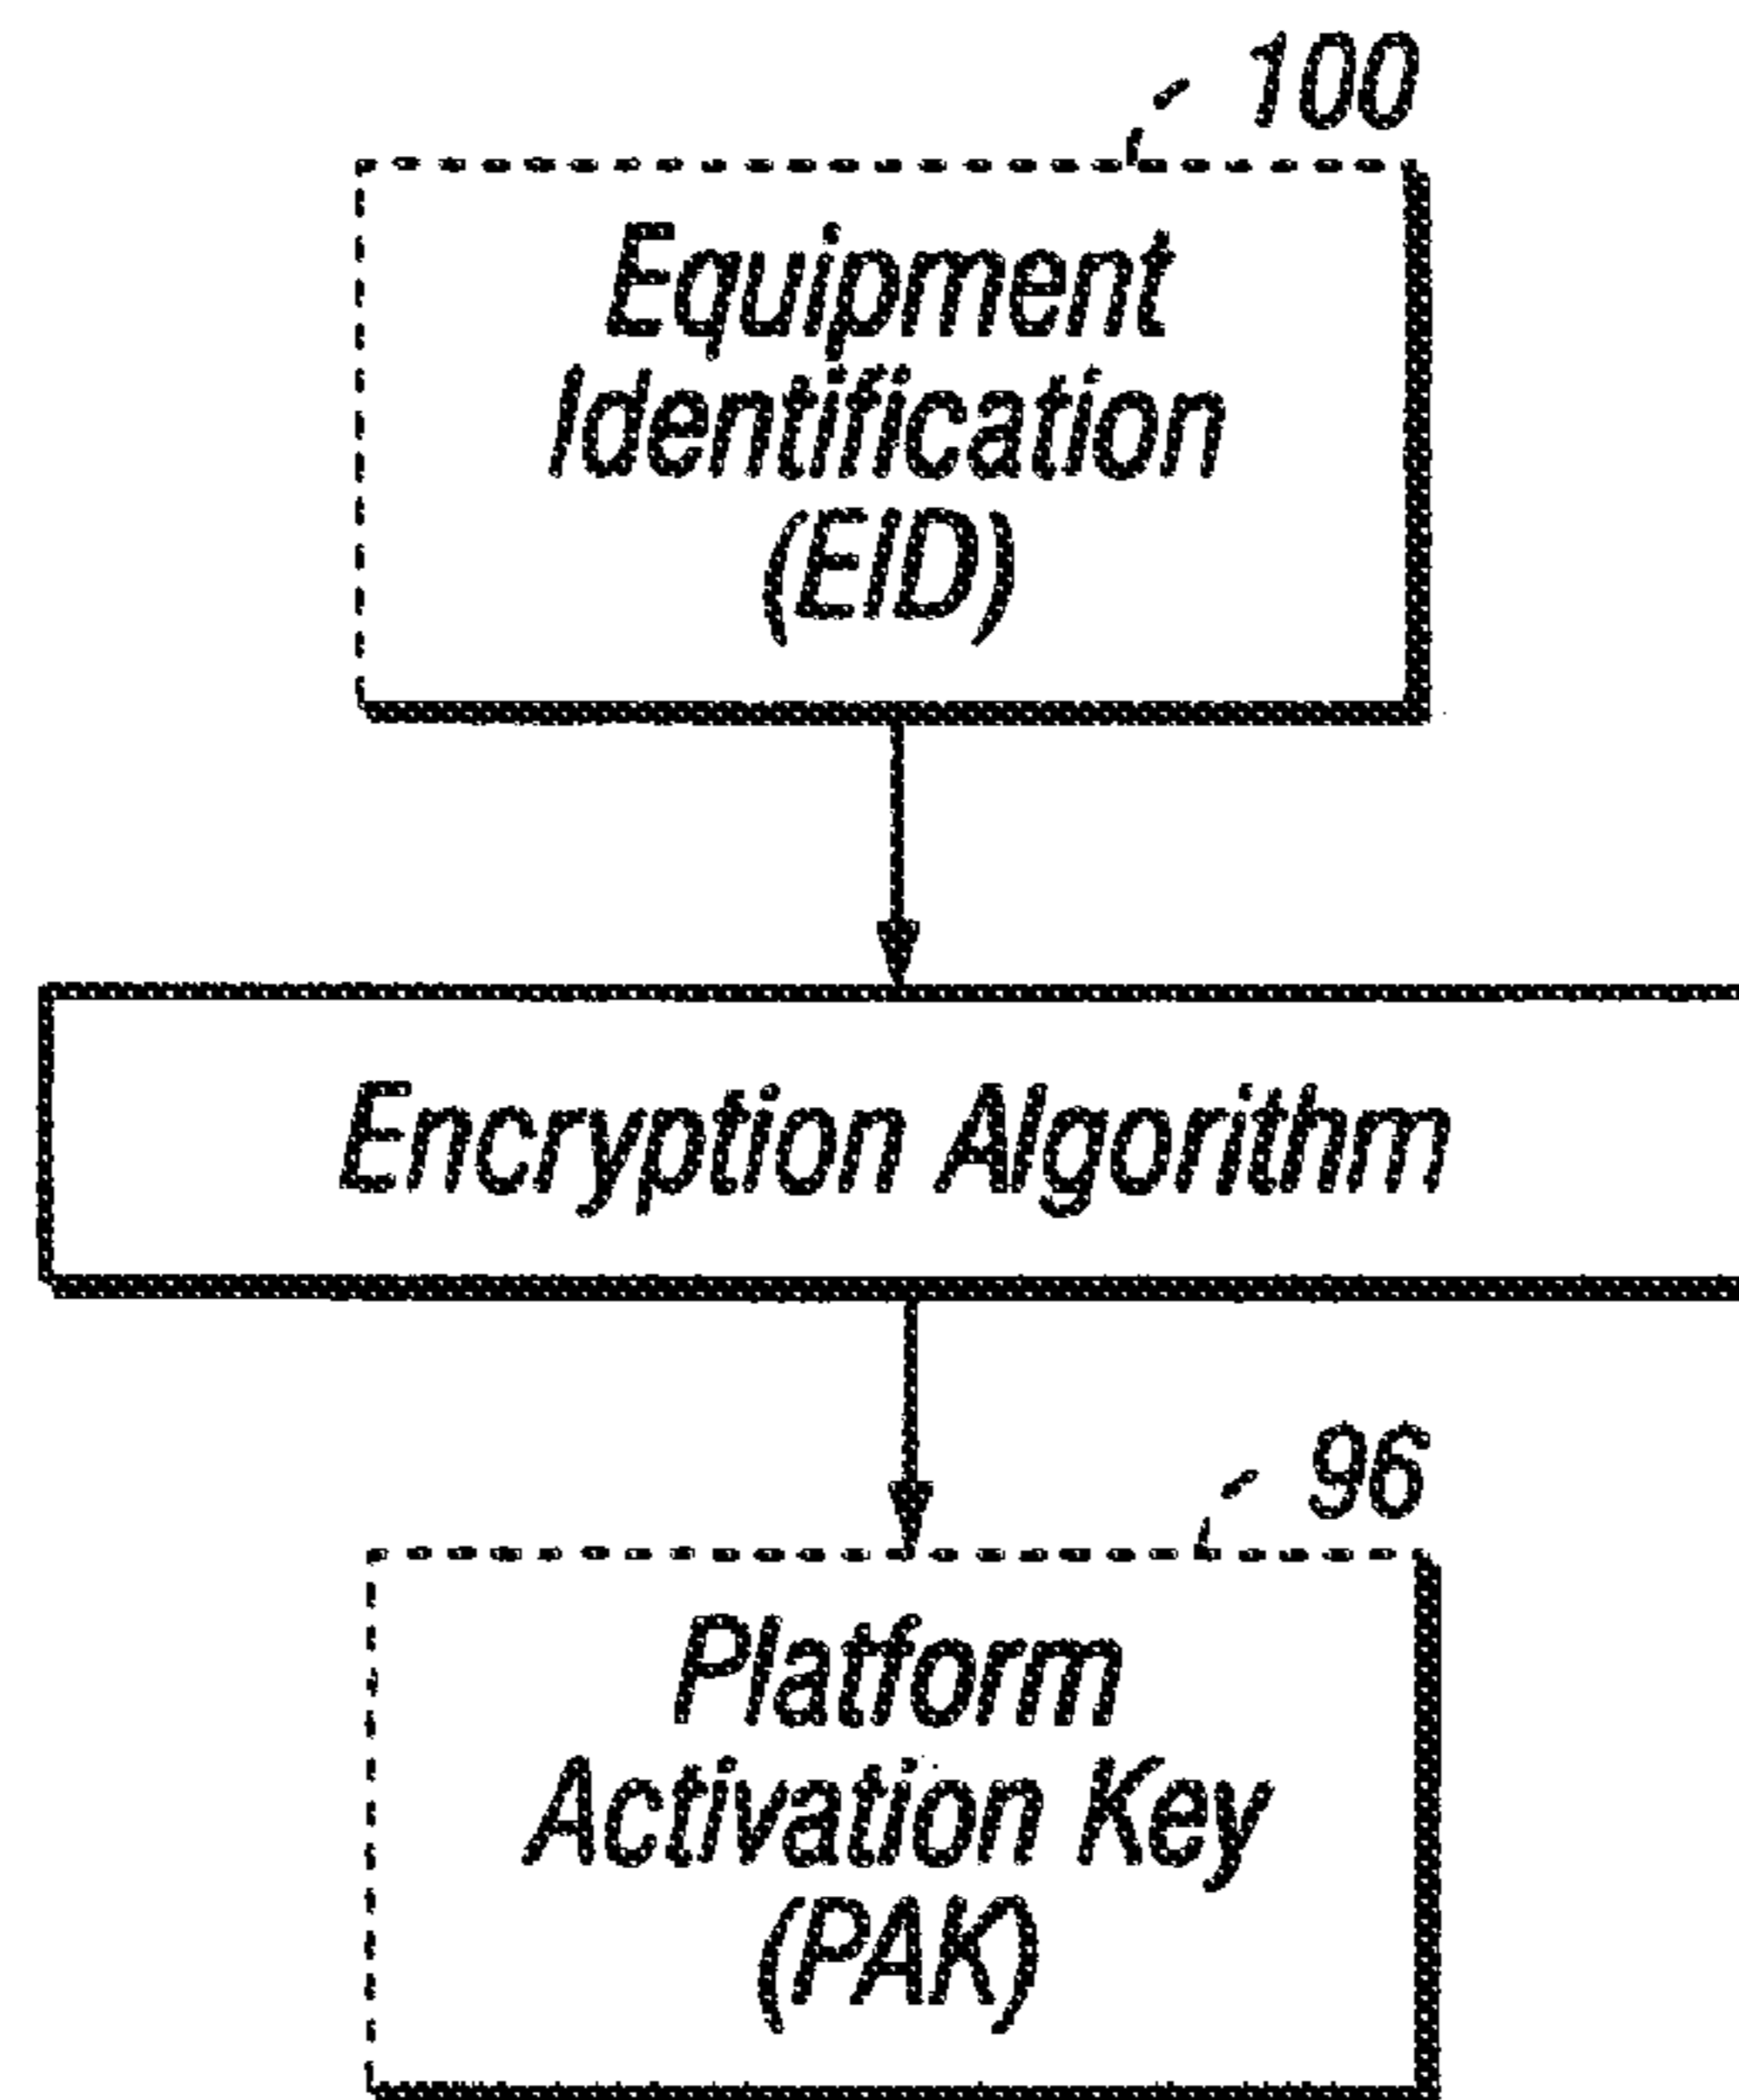 100
Equipment
Identification
(EID)
Encryption Algorithm
96
Platform
Activation Key
(PAK)